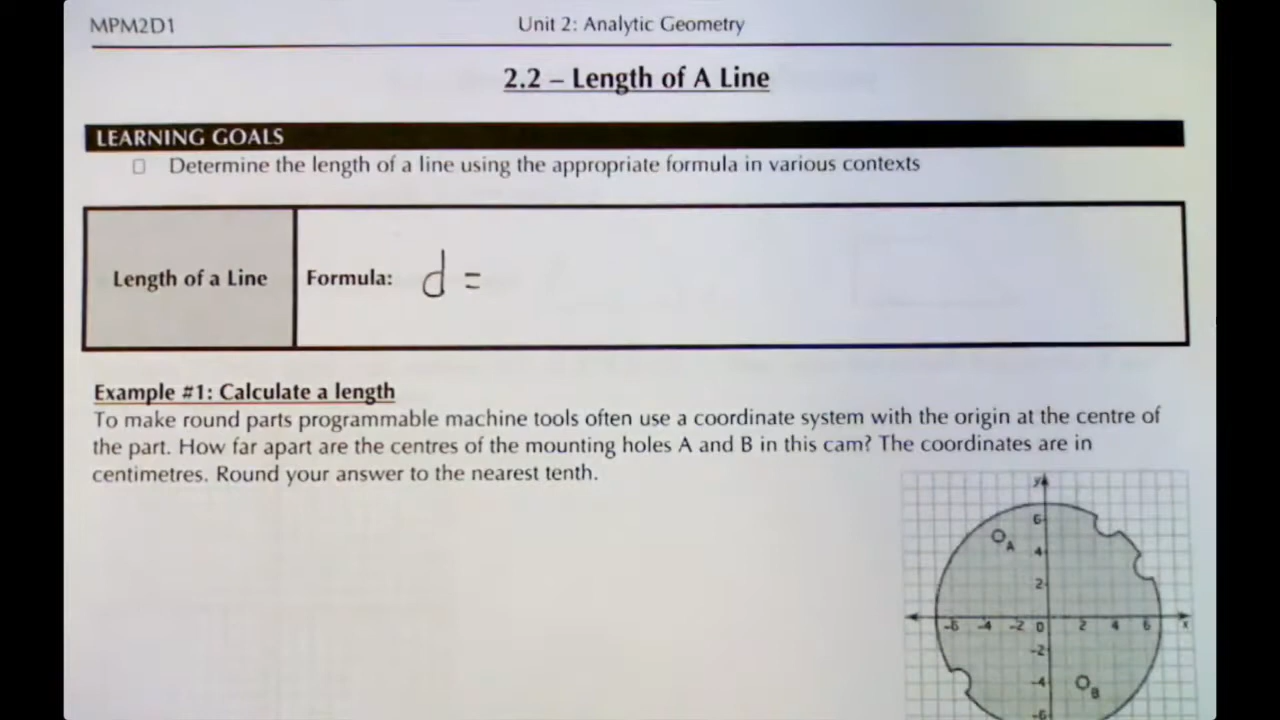 MPM2D1 Unit 2: Analytic Geometry
2.2 – Length of A Line
LEARNING GOALS
Determine the length of a line using the appropriate formula in various contexts
Length of a Line Formula: d =
Example #1: Calculate a length
To make round parts programmable machine tools often use a coordinate system with the origin at the centre of
the part. How far apart are the centres of the mounting holes A and B in this cam? The coordinates are in
centimetres. Round your answer to the nearest tenth.
y
6
A
4
2
-6 -4 -2 0 2 4 6 x
-2
-4 B
-6